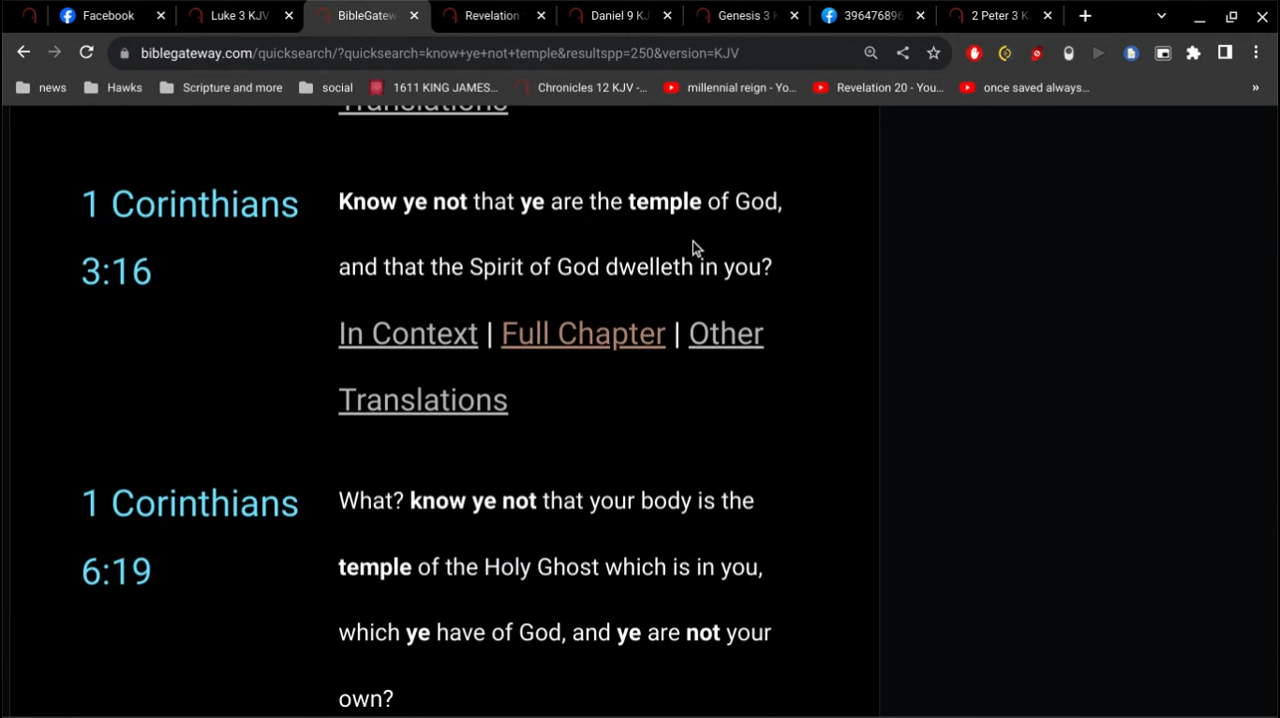 Facebook
Luke 3 KJV
BibleGatew
Revelation
Daniel 9 KJ
Genesis 3
396476896
2 Peter 3 K
biblegateway.com/quicksearch/?quicksearch=know+ye+not+temple&resultspp=250&version=KJV
news
Hawks
Scripture and more
social
1611 KING JAMES...
Chronicles 12 KJV -...
millennial reign - Yo...
Revelation 20 - You...
once saved always...
»
Translations
1 Corinthians
3:16
Know ye not that ye are the temple of God,
and that the Spirit of God dwelleth in you?
In Context | Full Chapter | Other
Translations
1 Corinthians
6:19
What? know ye not that your body is the
temple of the Holy Ghost which is in you,
which ye have of God, and ye are not your
own?